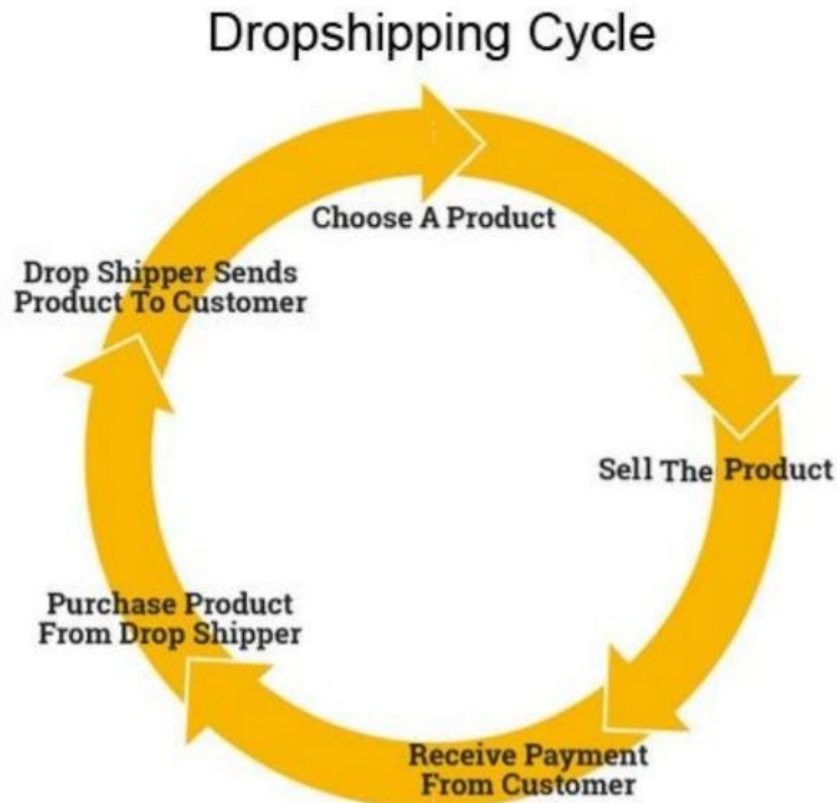 Dropshipping Cycle
Choose A Product
Sell The Product
Receive Payment
From Customer
Purchase Product
From Drop Shipper
Drop Shipper Sends
Product To Customer